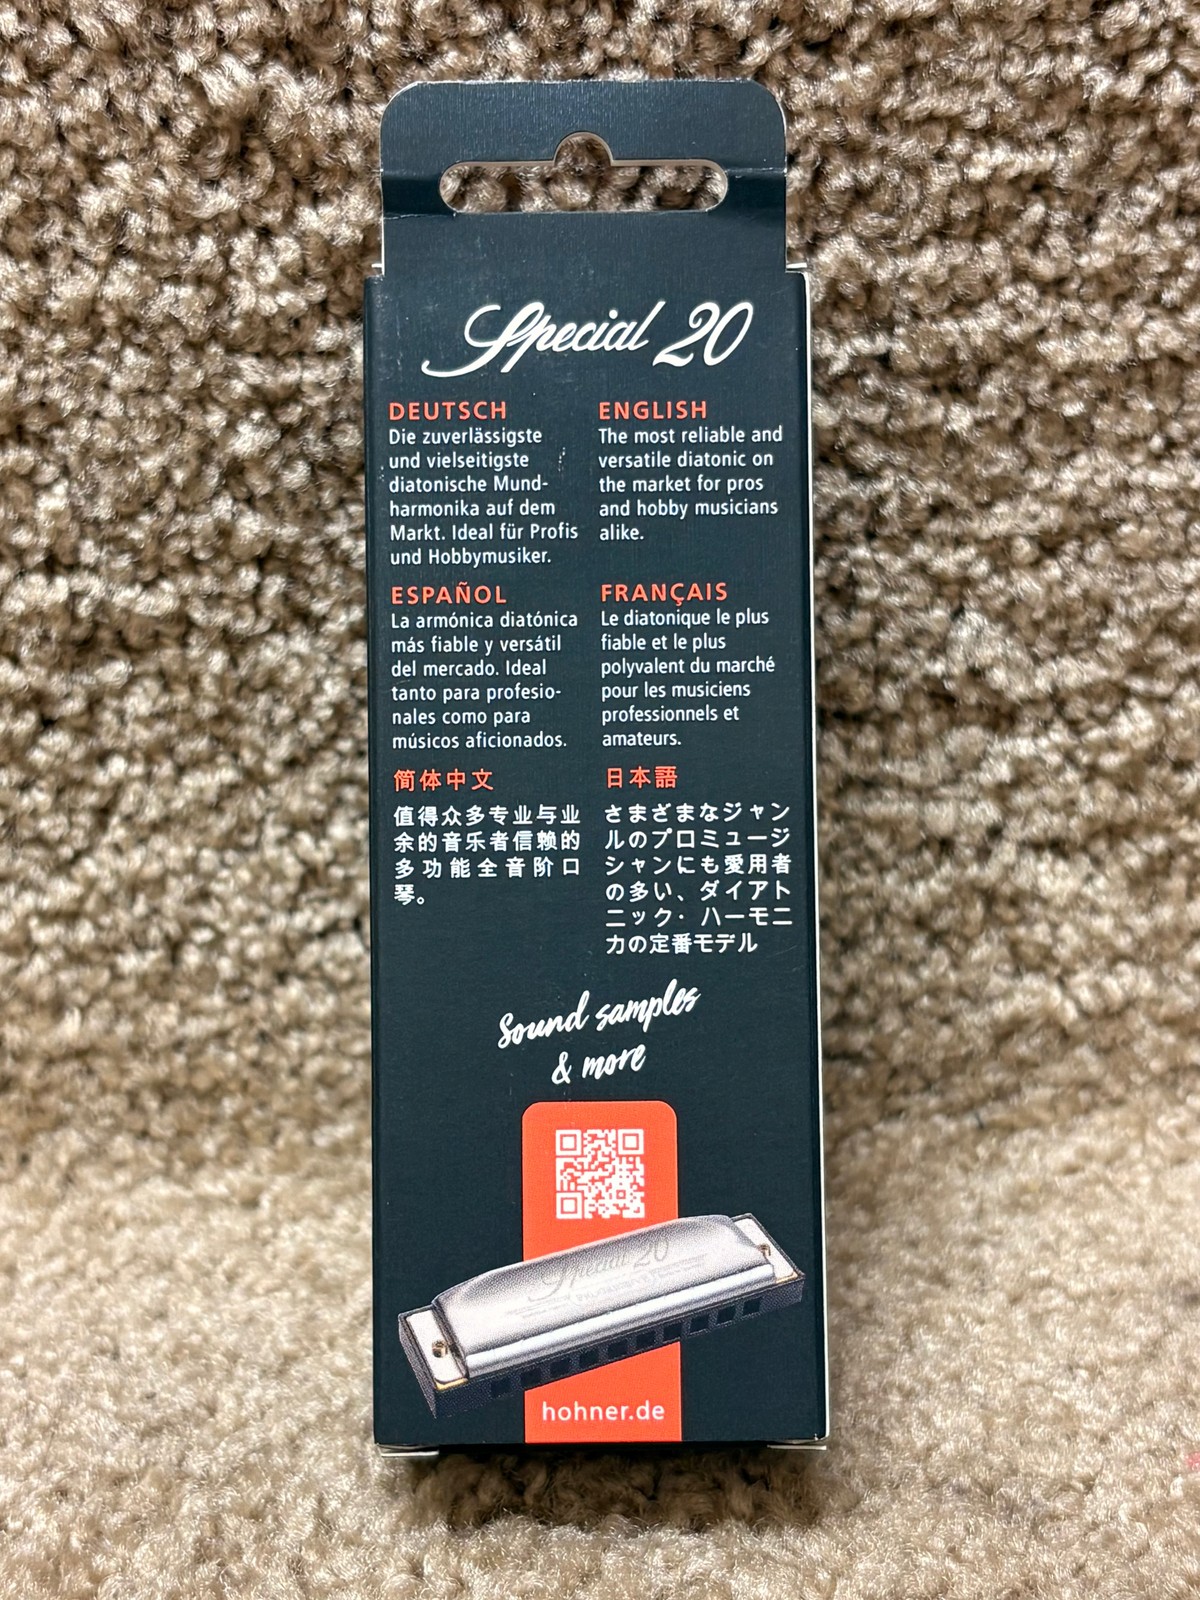 Special 20
DEUTSCH
Die zuverlässigste
und vielseitigste
diatonische Mund-
harmonika auf dem
Markt. Ideal für Profis
und Hobbymusiker.
ENGLISH
The most reliable and
versatile diatonic on
the market for pros
and hobby musicians
alike.
ESPAÑOL
La armónica diatónica
más fiable y versátil
del mercado. Ideal
tanto para profesio-
nales como para
músicos aficionados.
FRANÇAIS
Le diatonique le plus
fiable et le plus
polyvalent du marché
pour les musiciens
professionnels et
amateurs.
简体中文
值得众多专业与业
余的音乐者信赖的
多功能全音阶口
琴。
日本語
さまざまなジャン
ルのプロミュージ
シャンにも愛用者
の多い、ダイアト
ニック・ハーモニ
カの定番モデル
Sound samples
& more
Special 20
hohner.de